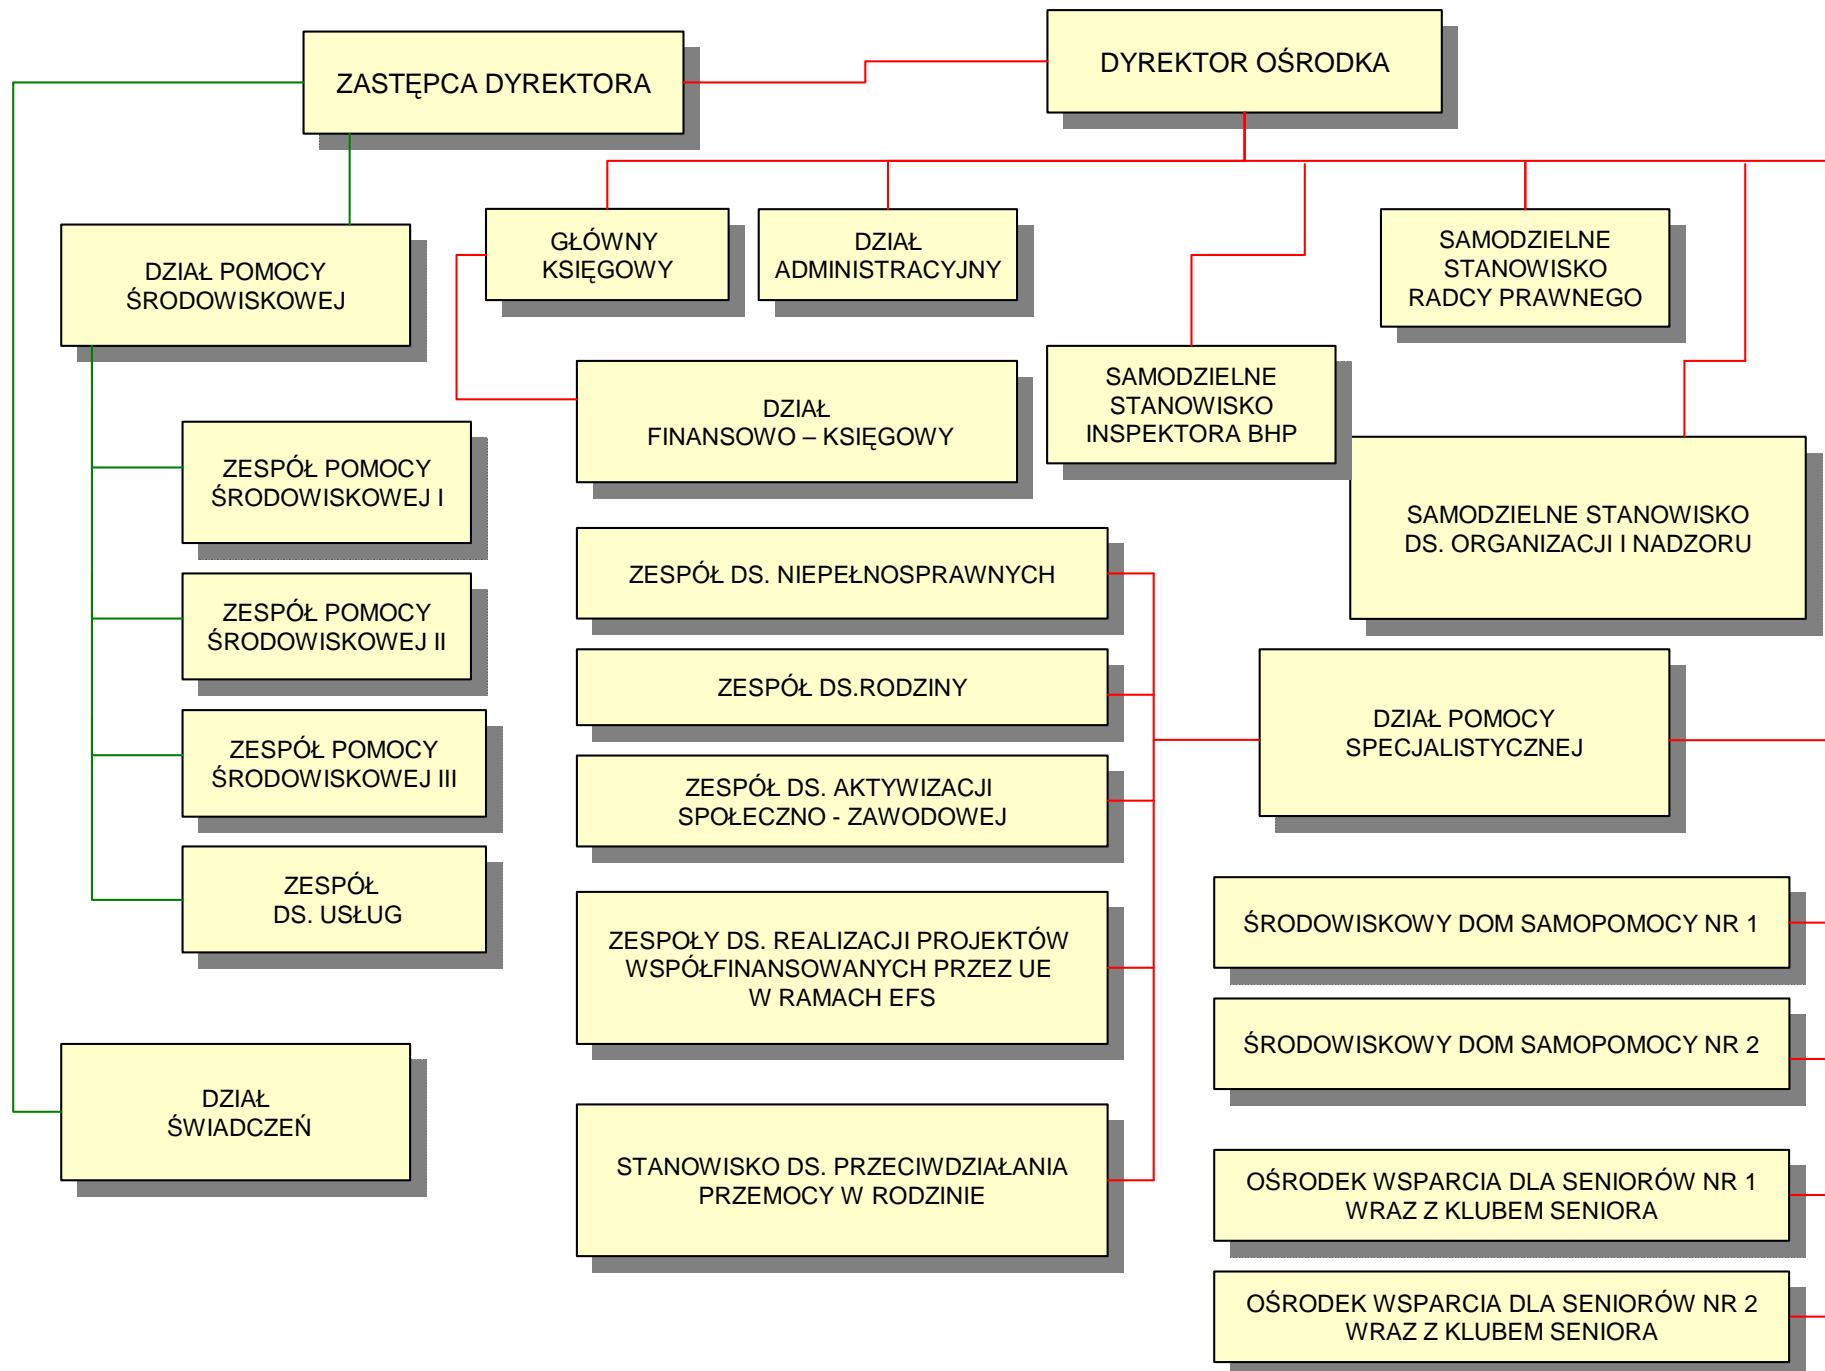 ZASTĘPCA DYREKTORA
DYREKTOR OŚRODKA
DZIAŁ POMOCY
ŚRODOWISKOWEJ
GŁÓWNY
KSIĘGOWY
DZIAŁ
ADMINISTRACYJNY
SAMODZIELNE
STANOWISKO
RADCY PRAWNEGO
SAMODZIELNE
STANOWISKO
INSPEKTORA BHP
DZIAŁ
FINANSOWO – KSIĘGOWY
SAMODZIELNE STANOWISKO
DS. ORGANIZACJI I NADZORU
ZESPÓŁ POMOCY
ŚRODOWISKOWEJ I
ZESPÓŁ POMOCY
ŚRODOWISKOWEJ II
ZESPÓŁ POMOCY
ŚRODOWISKOWEJ III
ZESPÓŁ
DS. USŁUG
DZIAŁ
ŚWIADCZEŃ
ZESPÓŁ DS. NIEPEŁNOSPRAWNYCH
ZESPÓŁ DS.RODZINY
ZESPÓŁ DS. AKTYWIZACJI
SPOŁECZNO - ZAWODOWEJ
ZESPOŁY DS. REALIZACJI PROJEKTÓW
WSPÓŁFINANSOWANYCH PRZEZ UE
W RAMACH EFS
STANOWISKO DS. PRZECIWDZIAŁANIA
PRZEMOCY W RODZINIE
DZIAŁ POMOCY
SPECJALISTYCZNEJ
ŚRODOWISKOWY DOM SAMOPOMOCY NR 1
ŚRODOWISKOWY DOM SAMOPOMOCY NR 2
OŚRODEK WSPARCIA DLA SENIORÓW NR 1
WRAZ Z KLUBEM SENIORA
OŚRODEK WSPARCIA DLA SENIORÓW NR 2
WRAZ Z KLUBEM SENIORA